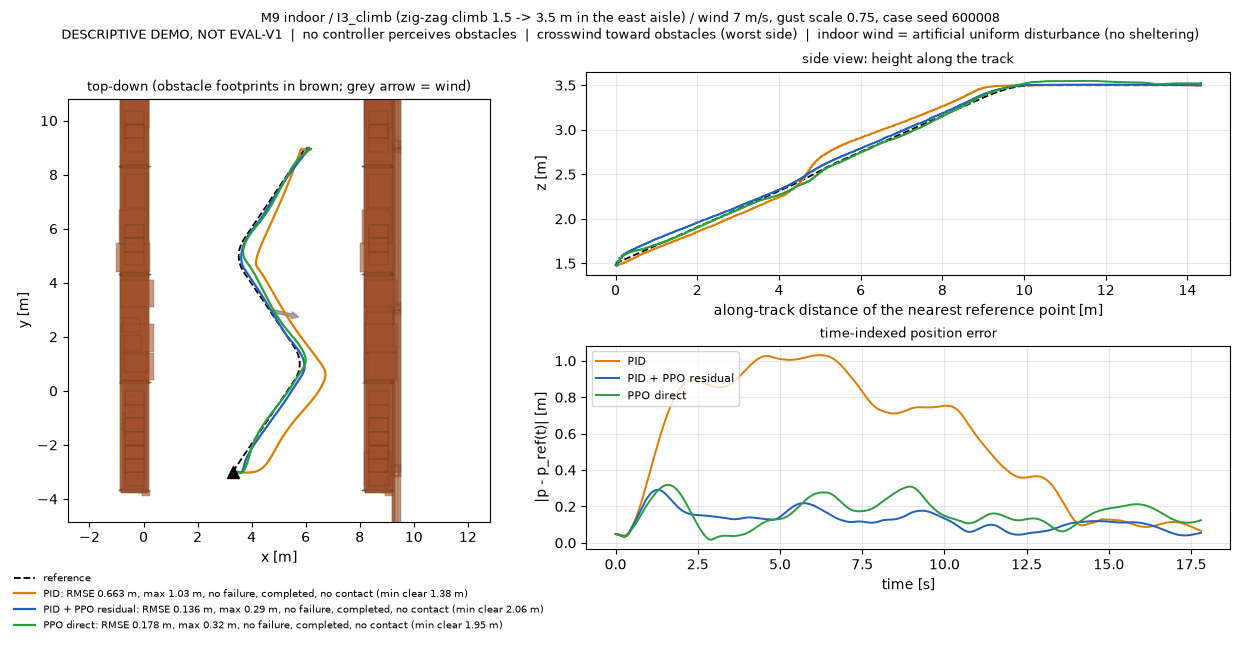 M9 indoor / I3_climb (zig-zag climb 1.5 -> 3.5 m in the east aisle) / wind 7 m/s, gust scale 0.75, case seed 600008
DESCRIPTIVE DEMO, NOT EVAL-V1 | no controller perceives obstacles | crosswind toward obstacles (worst side) | indoor wind = artificial uniform disturbance (no sheltering)
top-down (obstacle footprints in brown; grey arrow = wind)
10
8
6
4
2
0
−2
−4
y [m]
−2 0 2 4 6 8 10 12
x [m]
side view: height along the track
3.5
3.0
2.5
2.0
1.5
z [m]
0 2 4 6 8 10 12 14
along-track distance of the nearest reference point [m]
time-indexed position error
PID
PID + PPO residual
PPO direct
1.0
0.8
0.6
0.4
0.2
0.0
|p - p_ref(t)| [m]
0.0 2.5 5.0 7.5 10.0 12.5 15.0 17.5
time [s]
reference
PID: RMSE 0.663 m, max 1.03 m, no failure, completed, no contact (min clear 1.38 m)
PID + PPO residual: RMSE 0.136 m, max 0.29 m, no failure, completed, no contact (min clear 2.06 m)
PPO direct: RMSE 0.178 m, max 0.32 m, no failure, completed, no contact (min clear 1.95 m)